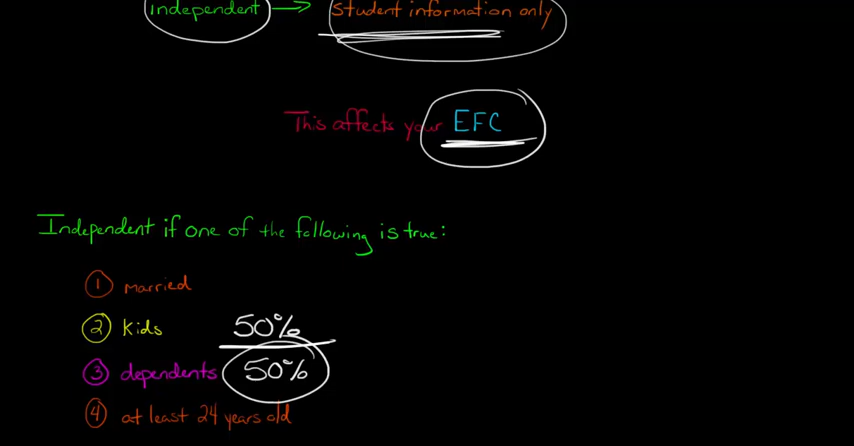 Independent → Student information only
This affects your EFC
Independent if one of the following is true:
① married
② kids 50%
③ dependents 50%
④ at least 24 years old